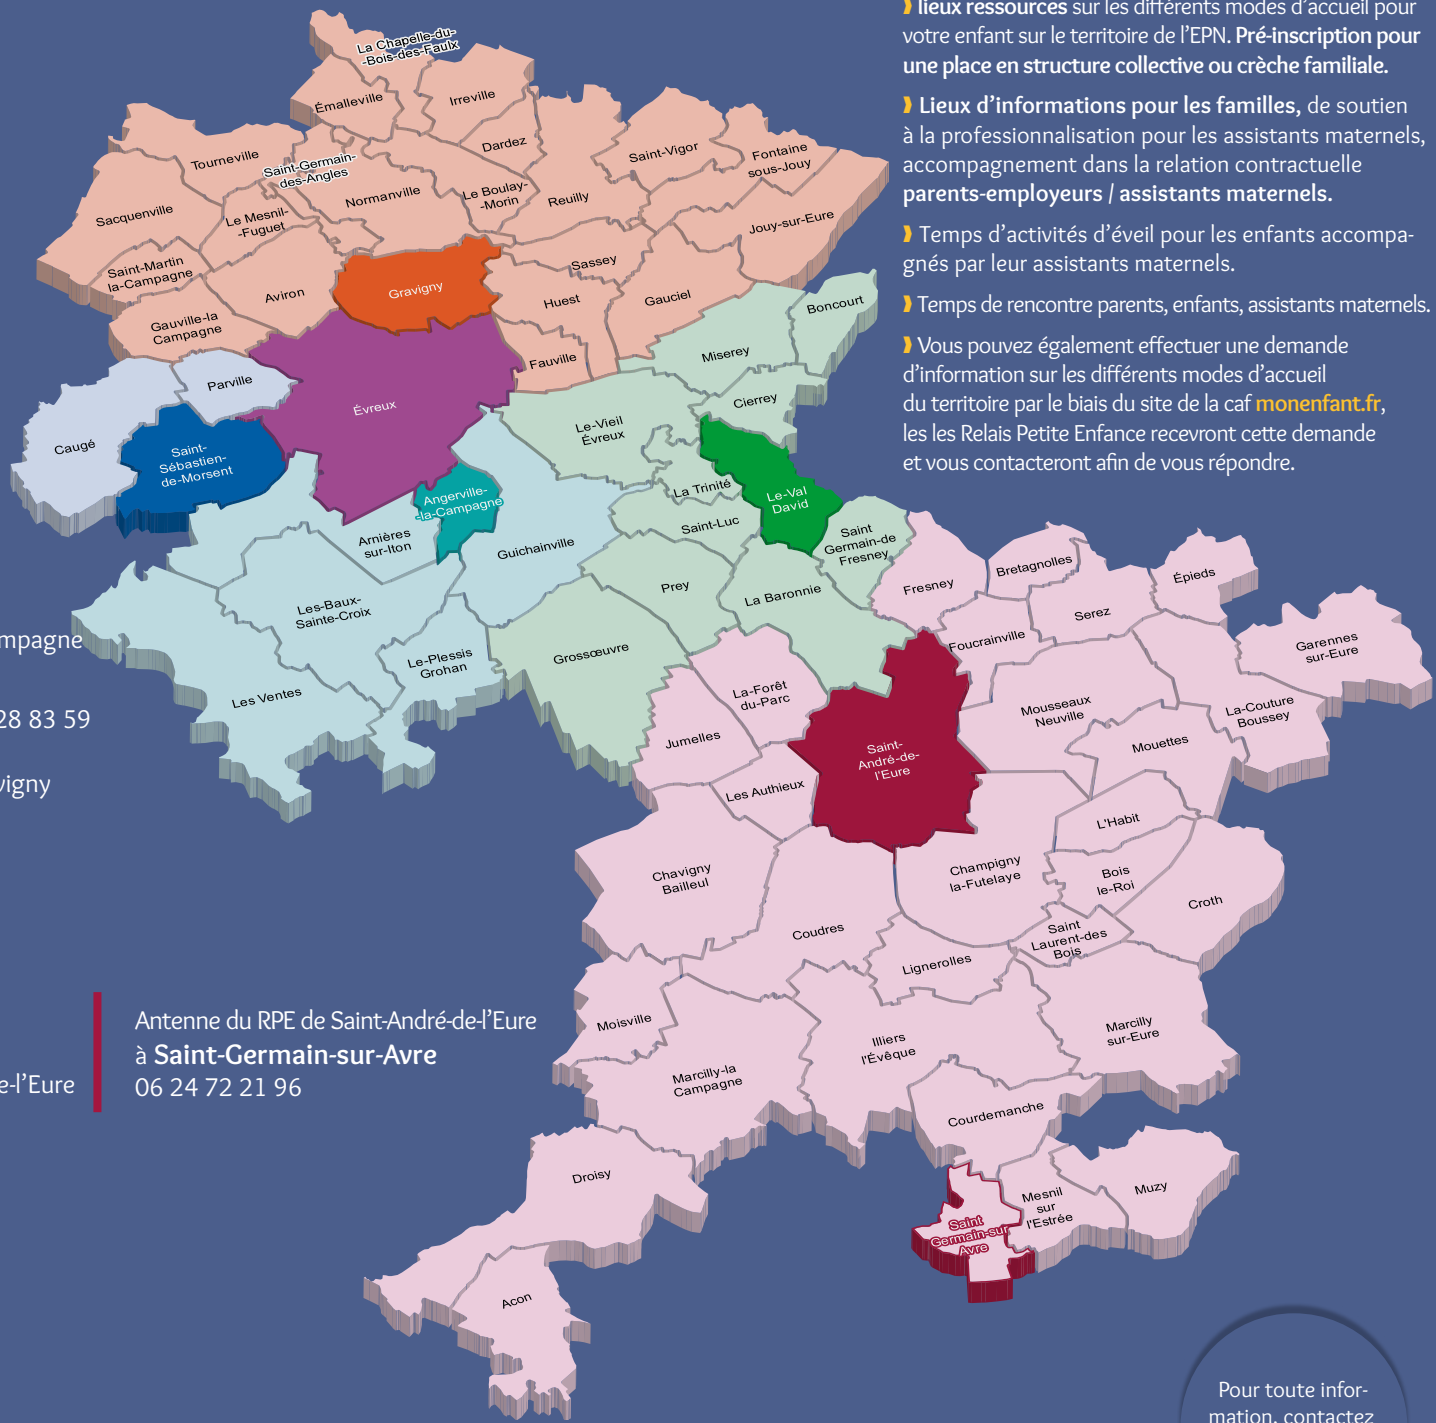 lieux ressources sur les différents modes d'accueil pour
votre enfant sur le territoire de l'EPN. Pré-inscription pour
une place en structure collective ou crèche familiale.
Lieux d'informations pour les familles, de soutien
à la professionnalisation pour les assistants maternels,
accompagnement dans la relation contractuelle
parents-employeurs / assistants maternels.
Temps d'activités d'éveil pour les enfants accompa-
gnés par leur assistants maternels.
Temps de rencontre parents, enfants, assistants maternels.
Vous pouvez également effectuer une demande
d'information sur les différents modes d'accueil
du territoire par le biais du site de la caf monenfant.fr,
les les Relais Petite Enfance recevront cette demande
et vous contacteront afin de vous répondre.
La Chapelle-du-
-Bois-des-Faulx
Émalleville
Irreville
Tourneville
Saint-Germain-
des-Angles
Dardez
Saint-Vigor
Fontaine
sous-Jouy
Sacquenville
Le Mesnil-
-Fuguet
Normanville
Le Boulay-
-Morin
Reuilly
Jouy-sur-Eure
Saint-Martin
la-Campagne
Aviron
Gravigny
Sassey
Huest
Gauciel
Gauville-la
Campagne
Fauville
Miserey
Boncourt
Parville
Évreux
Cierrey
Caugé
Saint-
Sébastien-
de-Morsent
Le-Vieil
Évreux
Angerville-
-la-Campagne
La Trinité
Le-Val
David
Saint-Luc
Arnières
sur-Iton
Guichainville
Saint
Germain-de
Fresney
Les-Baux-
Sainte-Croix
Prey
La Baronnie
Fresney
Bretagnolles
Épieds
Serez
Foucrainville
Garennes
sur-Eure
Grossœuvre
Le-Plessis
Grohan
Les Ventes
La-Forêt
du-Parc
Mousseaux
Neuville
La-Couture
Boussey
Jumelles
Saint-
André-de-
l'Eure
Mouettes
Les Authieux
L'Habit
Chavigny
Bailleul
Champigny
la-Futelaye
Bois
le-Roi
Croth
Coudres
Saint
Laurent-des
Bois
Lignerolles
Moisville
Illiers
l'Évêque
Marcilly
sur-Eure
Marcilly-la
Campagne
Courdemanche
Droisy
Mesnil
sur
l'Estrée
Muzy
Saint
Germain-sur
Avre
Acon
mpagne
28 83 59
vigny
e-l'Eure
Antenne du RPE de Saint-André-de-l'Eure
à Saint-Germain-sur-Avre
06 24 72 21 96
Pour toute infor-
mation, contactez